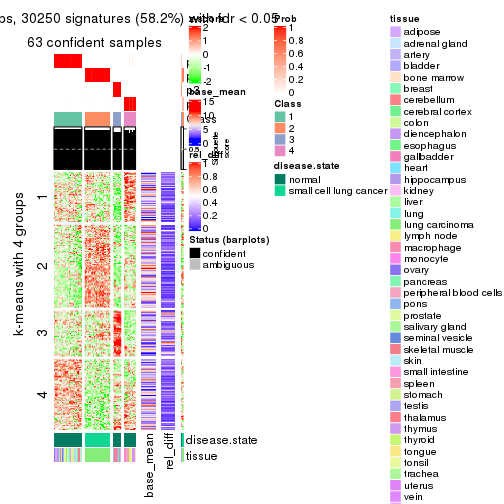 30250 signatures (58.2%) with fdr < 0.05
63 confident samples
k-means with 4 groups
1
2
3
4
base_mean
rel_diff
disease.state
tissue
2
1
0
-1
-2
base_mean
15
10
5
0
rel_diff
1
0.8
0.6
0.4
0.2
0
Status (barplots)
confident
ambiguous
Prob
1
0.8
0.6
0.4
0.2
0
Class
1
2
3
4
disease.state
normal
small cell lung cancer
tissue
adipose
adrenal gland
artery
bladder
bone marrow
breast
cerebellum
cerebral cortex
colon
diencephalon
esophagus
gallbadder
heart
hippocampus
kidney
liver
lung
lung carcinoma
lymph node
macrophage
monocyte
ovary
pancreas
peripheral blood cells
pons
prostate
salivary gland
seminal vesicle
skeletal muscle
skin
small intestine
spleen
stomach
testis
thalamus
thymus
thyroid
tongue
tonsil
trachea
uterus
vein